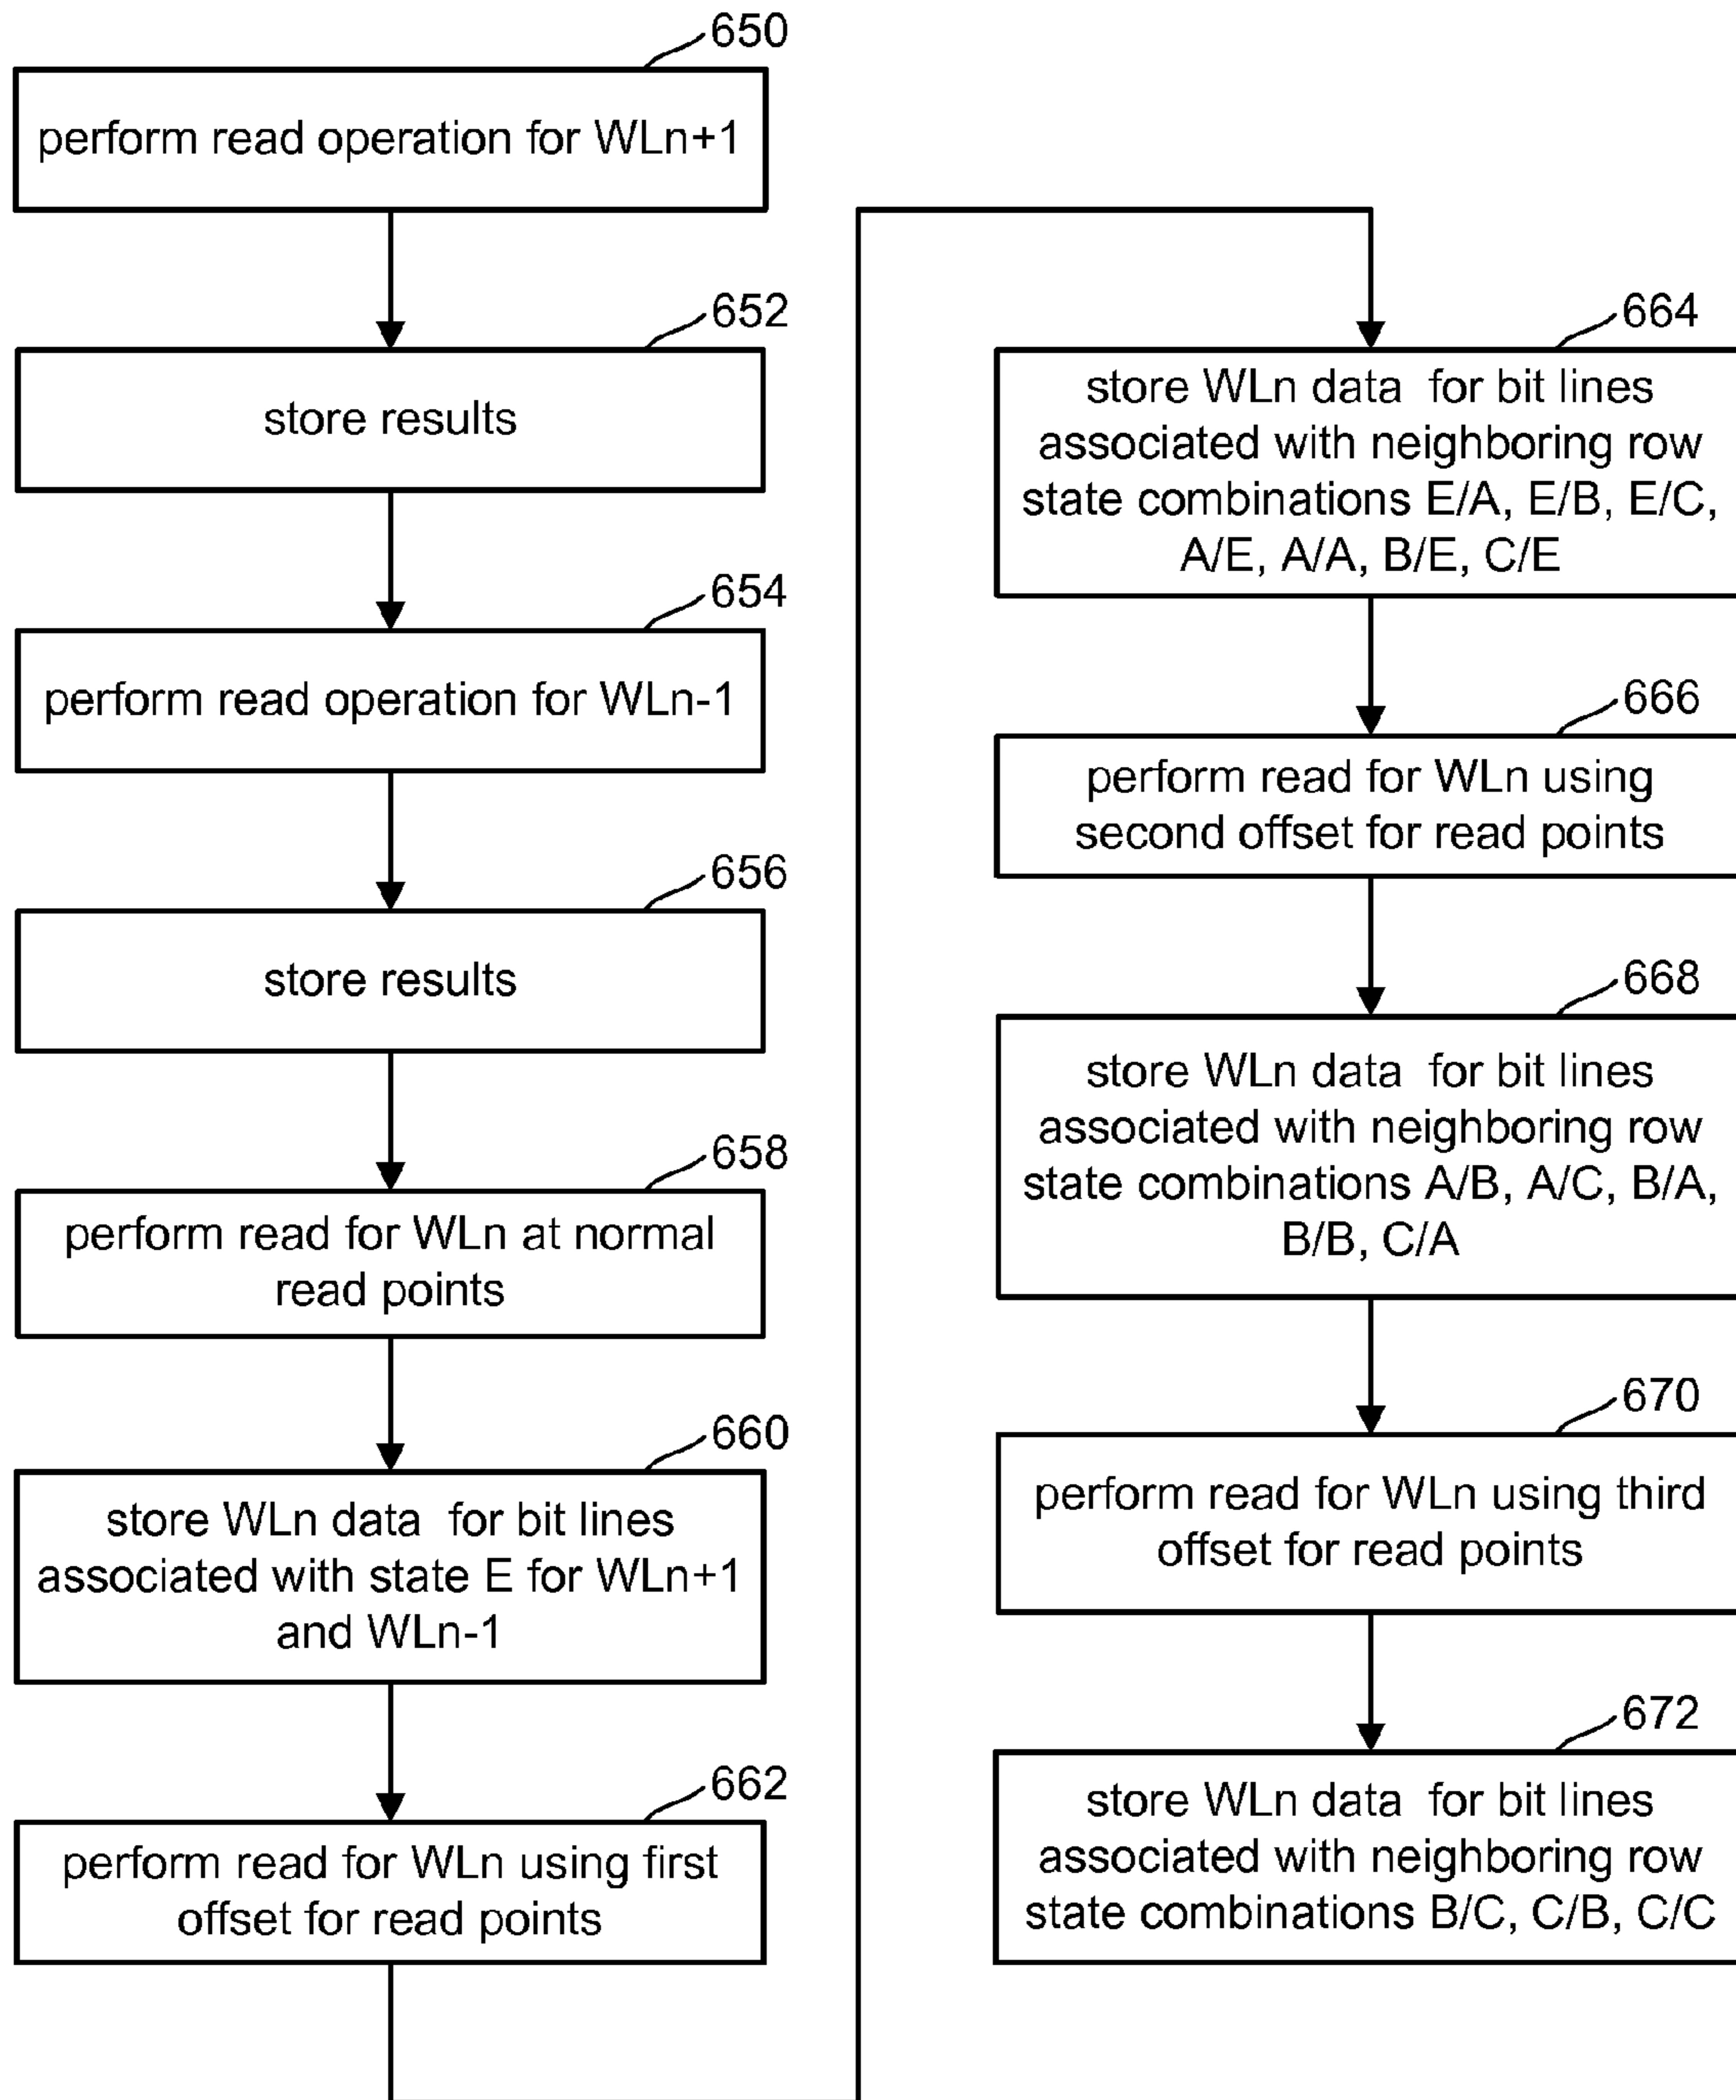 650
perform read operation for WLn+1
652
store results
654
perform read operation for WLn-1
656
store results
658
perform read for WLn at normal
read points
660
store WLn data for bit lines
associated with state E for WLn+1
and WLn-1
662
perform read for WLn using first
offset for read points
664
store WLn data for bit lines
associated with neighboring row
state combinations E/A, E/B, E/C,
A/E, A/A, B/E, C/E
666
perform read for WLn using
second offset for read points
668
store WLn data for bit lines
associated with neighboring row
state combinations A/B, A/C, B/A,
B/B, C/A
670
perform read for WLn using third
offset for read points
672
store WLn data for bit lines
associated with neighboring row
state combinations B/C, C/B, C/C